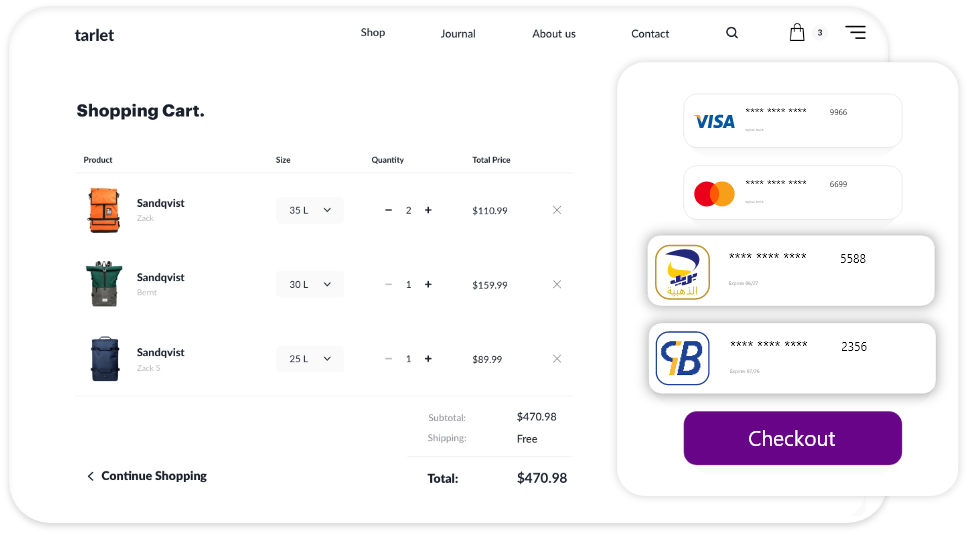 tarlet
Shop
Journal
About us
Contact
3
Shopping Cart.
Product
Size
Quantity
Total Price
Sandqvist
Zack
35 L
2
$110.99
Sandqvist
Bernt
30 L
1
$159.99
Sandqvist
Zack S
25 L
1
$89.99
Subtotal:
$470.98
Shipping:
Free
Total:
$470.98
Continue Shopping
VISA
**** **** ****
9966
**** **** ****
6699
بريد
الذهبية
**** **** ****
5588
Expires 06/27
CIB
**** **** ****
2356
Expires 07/26
Checkout